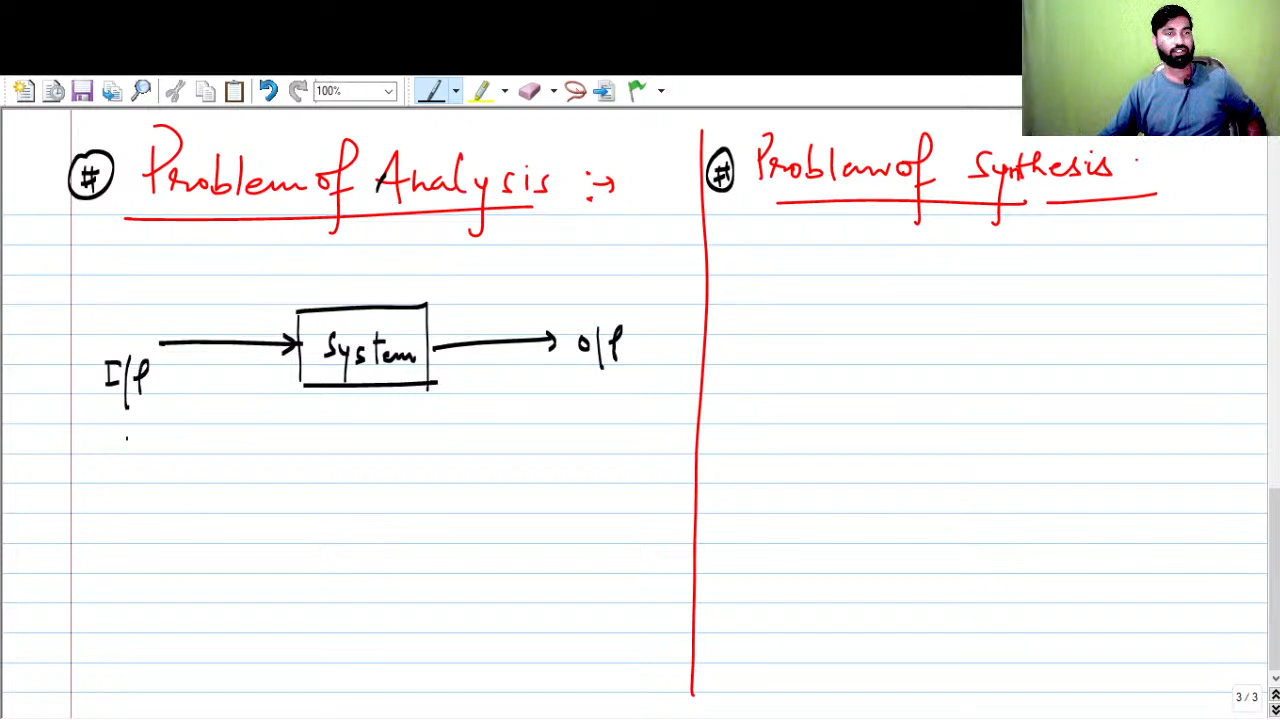 100%
# Problem of Analysis :→
# Problem of Synthesis
I/P
System
O/P
3/3